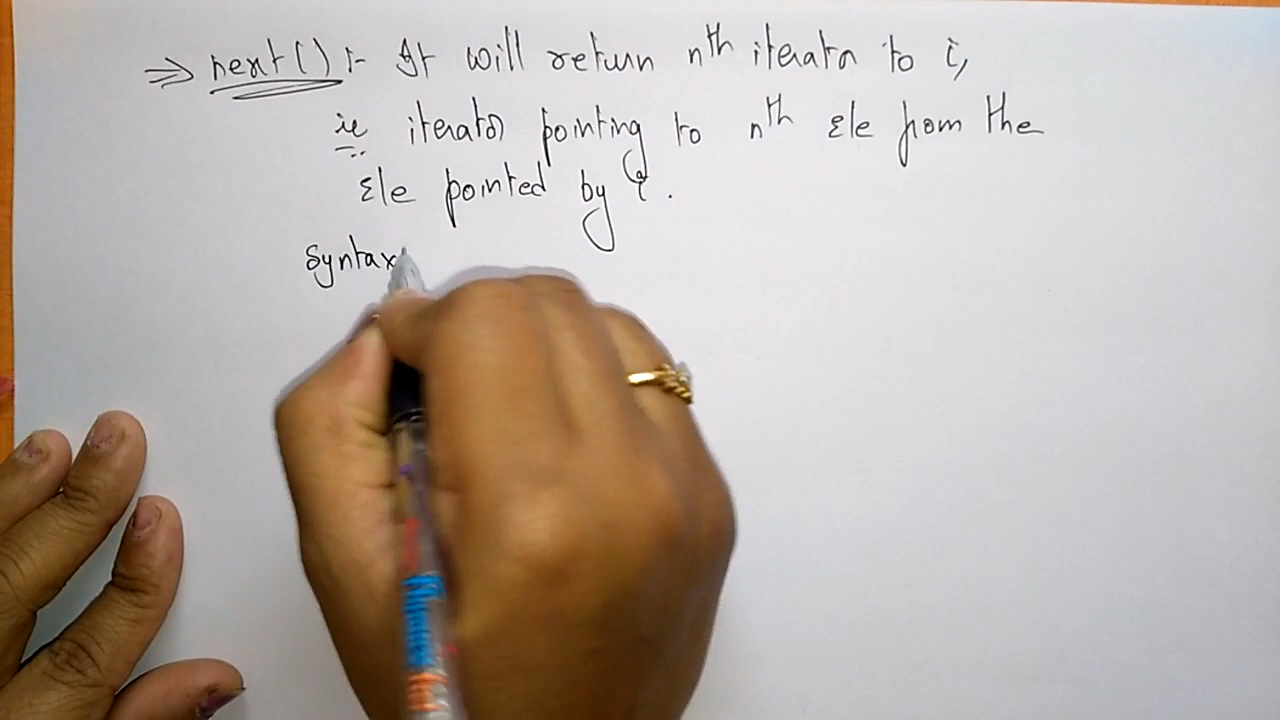 => next() :- It will return nth iterator to i,
ie iterator pointing to nth Ele from the
Ele pointed by i.
Syntax